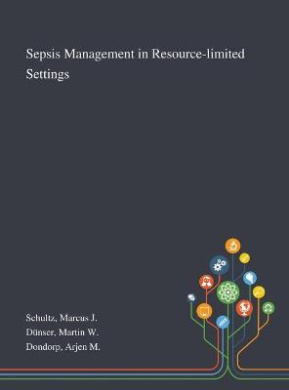 Sepsis Management in Resource-limited
Settings
Schultz, Marcus J.
Dünser, Martin W.
Dondorp, Arjen M.